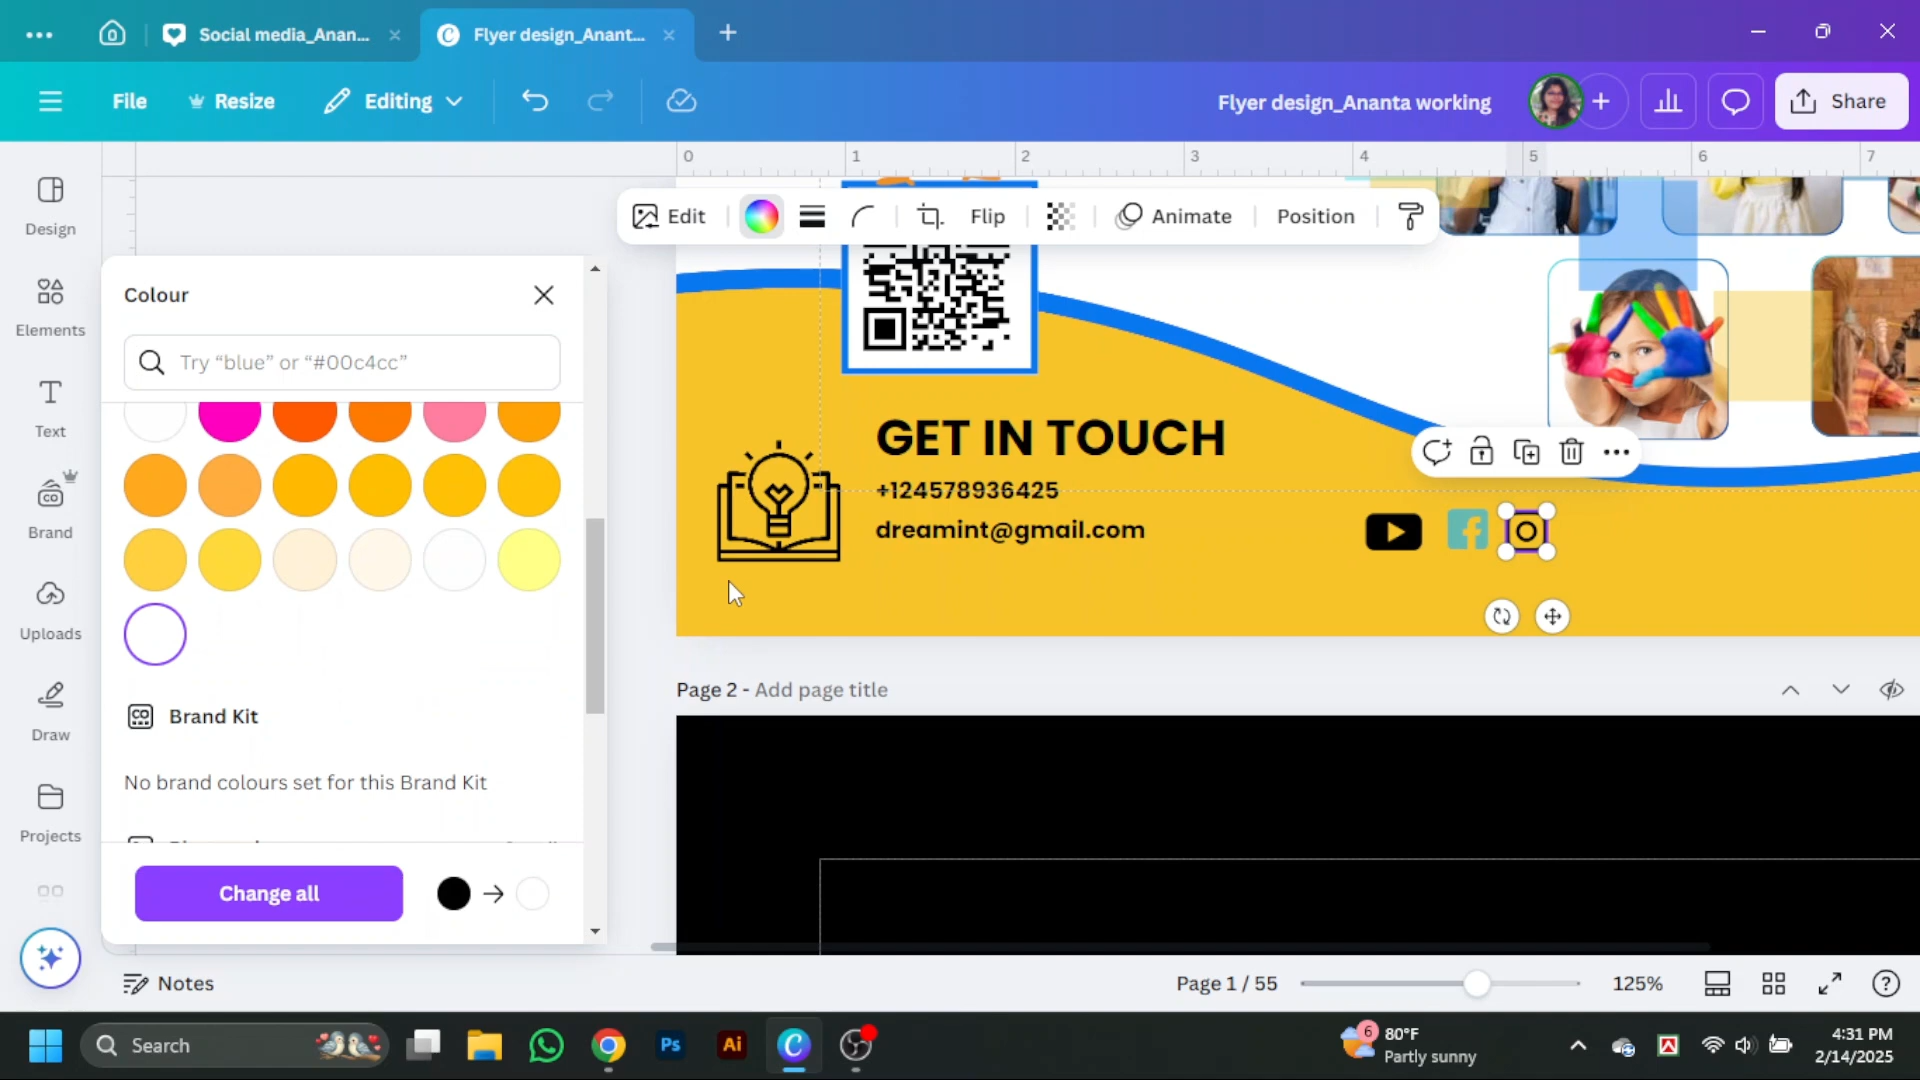 Social media_Anan...
Flyer design_Anant...
File
Resize
Editing
Flyer design_Ananta working
Share
0 1 2 3 4 5 6 7
Edit
Flip
Animate
Position
Design
Elements
Text
Brand
Uploads
Draw
Projects
Colour
Try “blue” or “#00c4cc”
Brand Kit
No brand colours set for this Brand Kit
Change all
GET IN TOUCH
+124578936425
dreamint@gmail.com
Page 2 - Add page title
Notes
Page 1 / 55
125%
Search
Ps
Ai
6
80°F
Partly sunny
4:31 PM
2/14/2025